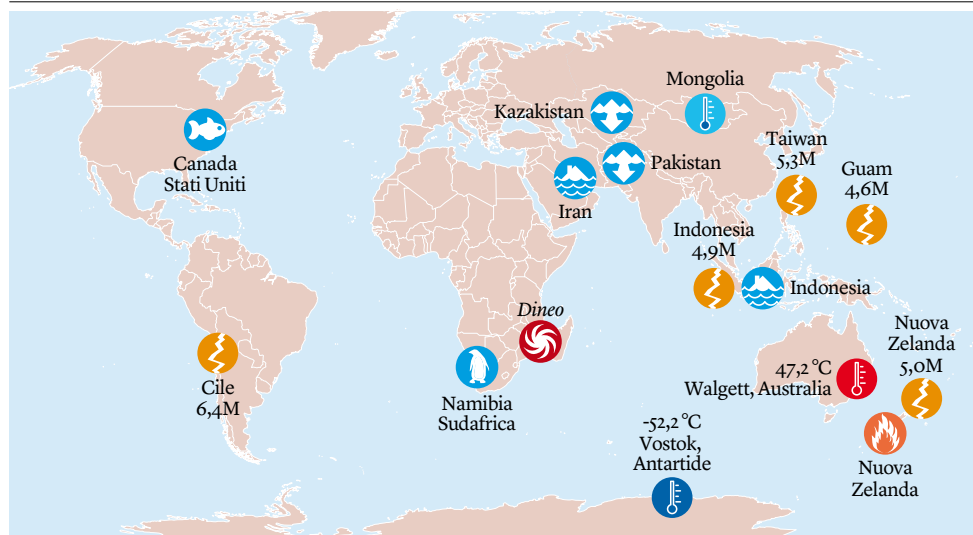 Mongolia
Kazakistan
Canada
Stati Uniti
Pakistan
Iran
Taiwan
5,3M
Guam
4,6M
Indonesia
4,9M
Indonesia
Dineo
Cile
6,4M
Namibia
Sudafrica
47,2 °C
Walgett, Australia
Nuova
Zelanda
5,0M
-52,2 °C
Vostok,
Antartide
Nuova
Zelanda